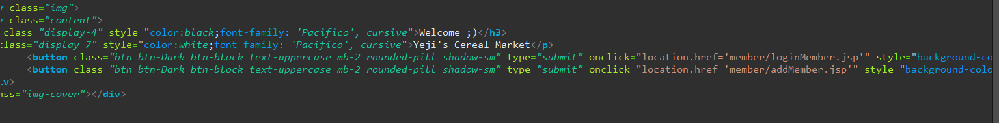 class="img">
class="content">
class="display-4" style="color:black;font-family: 'Pacifico', cursive">Welcome ;)</h3>
class="display-7" style="color:white;font-family: 'Pacifico', cursive">Yeji's Cereal Market</p>
<button class="btn btn-Dark btn-block text-uppercase mb-2 rounded-pill shadow-sm" type="submit" onclick="location.href='member/loginMember.jsp'" style="background-co
<button class="btn btn-Dark btn-block text-uppercase mb-2 rounded-pill shadow-sm" type="submit" onclick="location.href='member/addMember.jsp'" style="background-colo
iv>
ass="img-cover"></div>